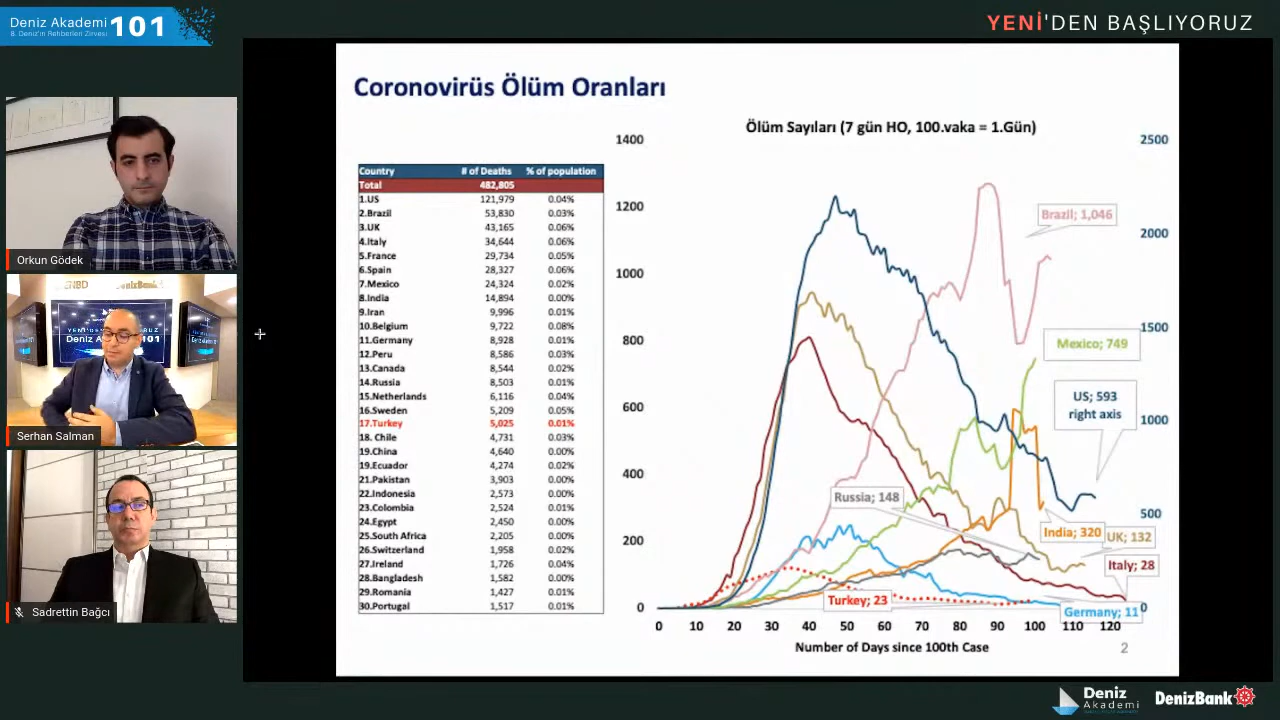 Deniz Akademi 101
8. Deniz'in Rehberleri Zirvesi
YENİ'DEN BAŞLIYORUZ
Orkun Gödek
NBD DenizBank
YENİ'DEN BAŞLIYORUZ
Serhan Salman
Sadrettin Bağcı
Coronovirüs Ölüm Oranları
Country # of Deaths % of population
Total 482,805
1.US 121,979 0.04%
2.Brazil 53,830 0.03%
3.UK 43,165 0.06%
4.Italy 34,644 0.06%
5.France 29,734 0.05%
6.Spain 28,327 0.06%
7.Mexico 24,324 0.02%
8.India 14,894 0.00%
9.Iran 9,996 0.01%
10.Belgium 9,722 0.08%
11.Germany 8,928 0.01%
12.Peru 8,586 0.03%
13.Canada 8,544 0.02%
14.Russia 8,503 0.01%
15.Netherlands 6,116 0.04%
16.Sweden 5,209 0.05%
17.Turkey 5,025 0.01%
18. Chile 4,731 0.03%
19.China 4,640 0.00%
19.Ecuador 4,274 0.02%
21.Pakistan 3,903 0.00%
22.Indonesia 2,573 0.00%
23.Colombia 2,524 0.01%
24.Egypt 2,450 0.00%
25.South Africa 2,205 0.00%
26.Switzerland 1,958 0.02%
27.Ireland 1,726 0.04%
28.Bangladesh 1,582 0.00%
29.Romania 1,427 0.01%
30.Portugal 1,517 0.01%
Ölüm Sayıları (7 gün HO, 100.vaka = 1.Gün)
1400
1200
1000
800
600
400
200
0
2500
2000
1500
1000
500
0
Brazil; 1,046
Mexico; 749
US; 593
right axis
Russia; 148
India; 320
UK; 132
Italy; 28
Turkey; 23
Germany; 11
0 10 20 30 40 50 60 70 80 90 100 110 120
Number of Days since 100th Case
2
Deniz
Akademi
DenizBank